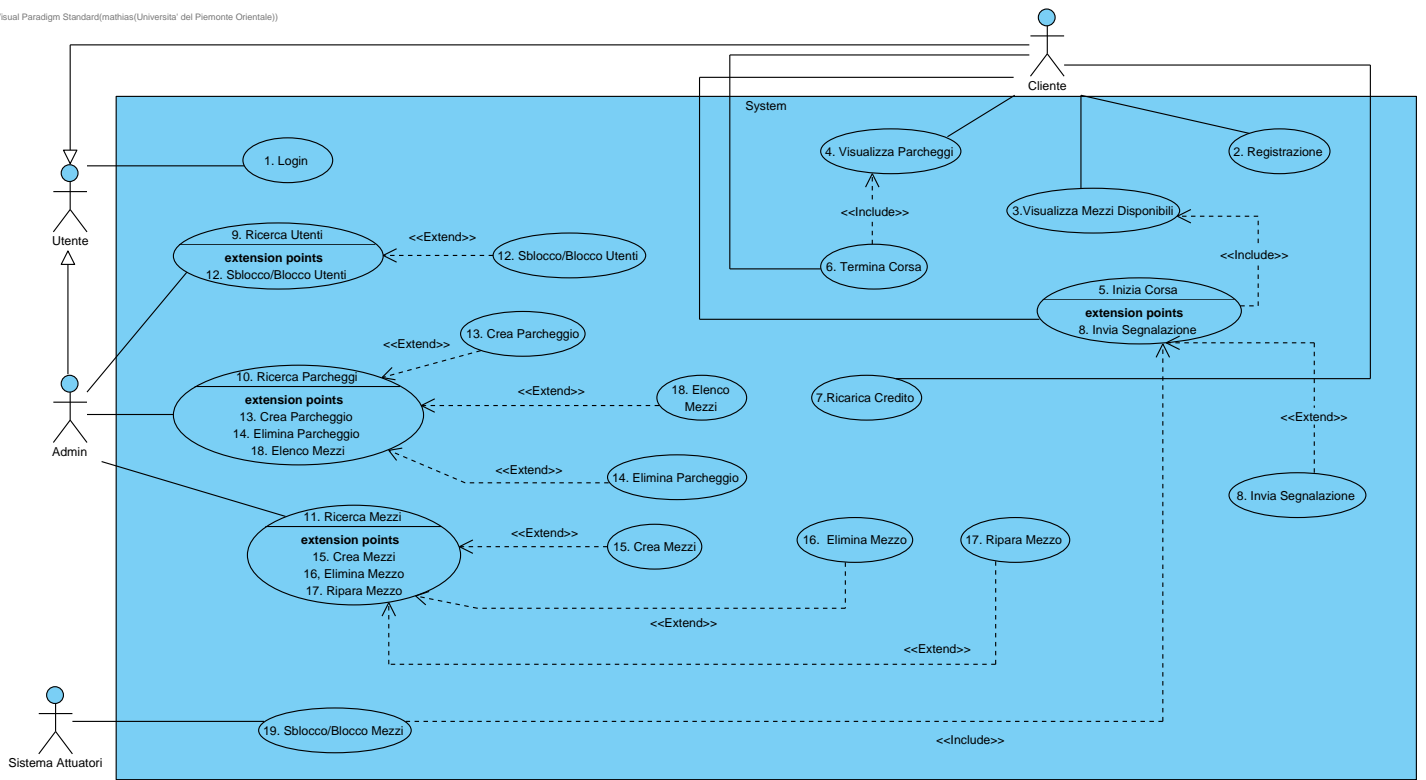 Visual Paradigm Standard(mathias(Universita' del Piemonte Orientale))
Cliente
System
1. Login
4. Visualizza Parcheggi
2. Registrazione
Utente
<<Include>>
3.Visualizza Mezzi Disponibili
9. Ricerca Utenti
extension points
12. Sblocco/Blocco Utenti
<<Extend>>
12. Sblocco/Blocco Utenti
6. Termina Corsa
<<Include>>
5. Inizia Corsa
extension points
8. Invia Segnalazione
13. Crea Parcheggio
<<Extend>>
10. Ricerca Parcheggi
extension points
13. Crea Parcheggio
14. Elimina Parcheggio
18. Elenco Mezzi
<<Extend>>
18. Elenco
Mezzi
7.Ricarica Credito
<<Extend>>
Admin
<<Extend>>
14. Elimina Parcheggio
8. Invia Segnalazione
11. Ricerca Mezzi
extension points
15. Crea Mezzi
16, Elimina Mezzo
17. Ripara Mezzo
<<Extend>>
15. Crea Mezzi
16. Elimina Mezzo
17. Ripara Mezzo
<<Extend>>
<<Extend>>
19. Sblocco/Blocco Mezzi
<<Include>>
Sistema Attuatori